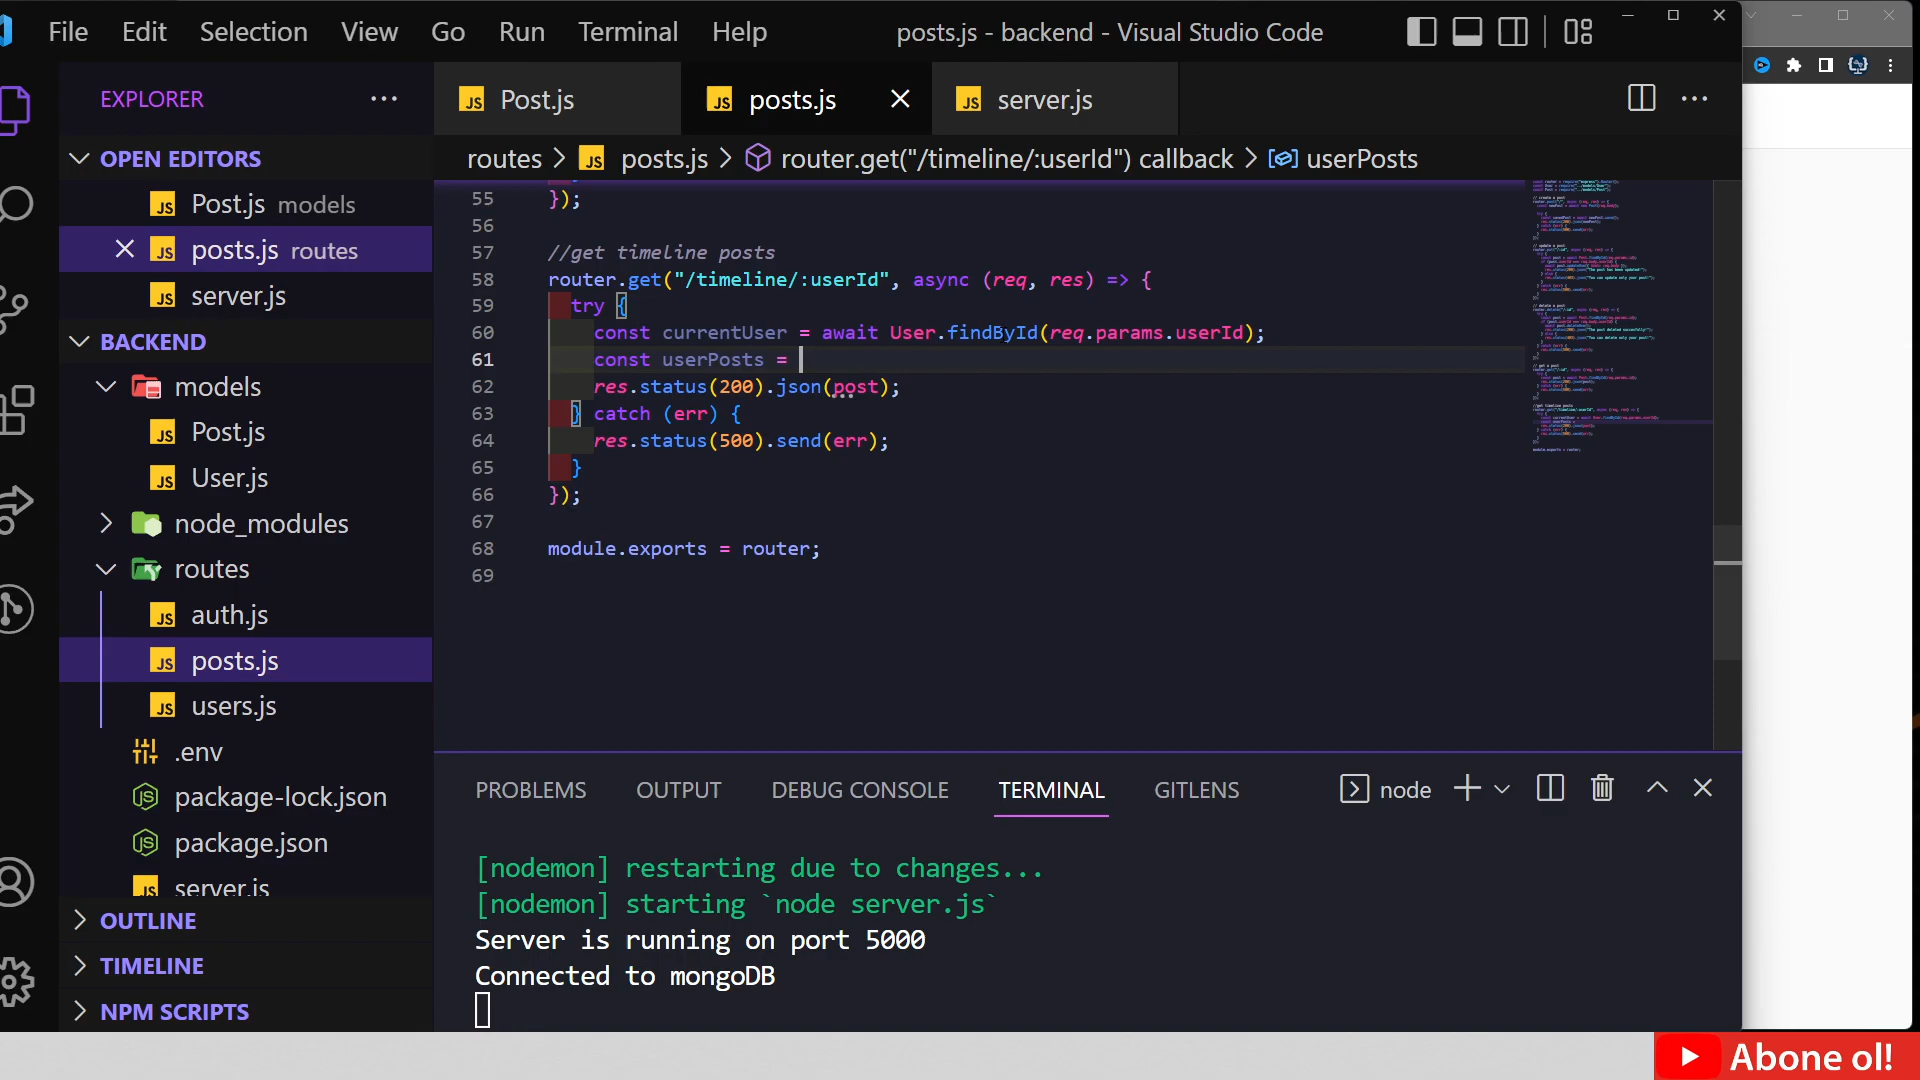 File Edit Selection View Go Run Terminal Help
posts.js - backend - Visual Studio Code
EXPLORER
OPEN EDITORS
Post.js models
posts.js routes
server.js
BACKEND
models
Post.js
User.js
node_modules
routes
auth.js
posts.js
users.js
.env
package-lock.json
package.json
server.js
OUTLINE
TIMELINE
NPM SCRIPTS
Post.js posts.js server.js
routes > posts.js > router.get("/timeline/:userId") callback > userPosts
55 });
56
57 //get timeline posts
58 router.get("/timeline/:userId", async (req, res) => {
59 try {
60 const currentUser = await User.findById(req.params.userId);
61 const userPosts =
62 res.status(200).json(post);
63 } catch (err) {
64 res.status(500).send(err);
65 }
66 });
67
68 module.exports = router;
69
PROBLEMS OUTPUT DEBUG CONSOLE TERMINAL GITLENS
node
[nodemon] restarting due to changes...
[nodemon] starting `node server.js`
Server is running on port 5000
Connected to mongoDB
Abone ol!